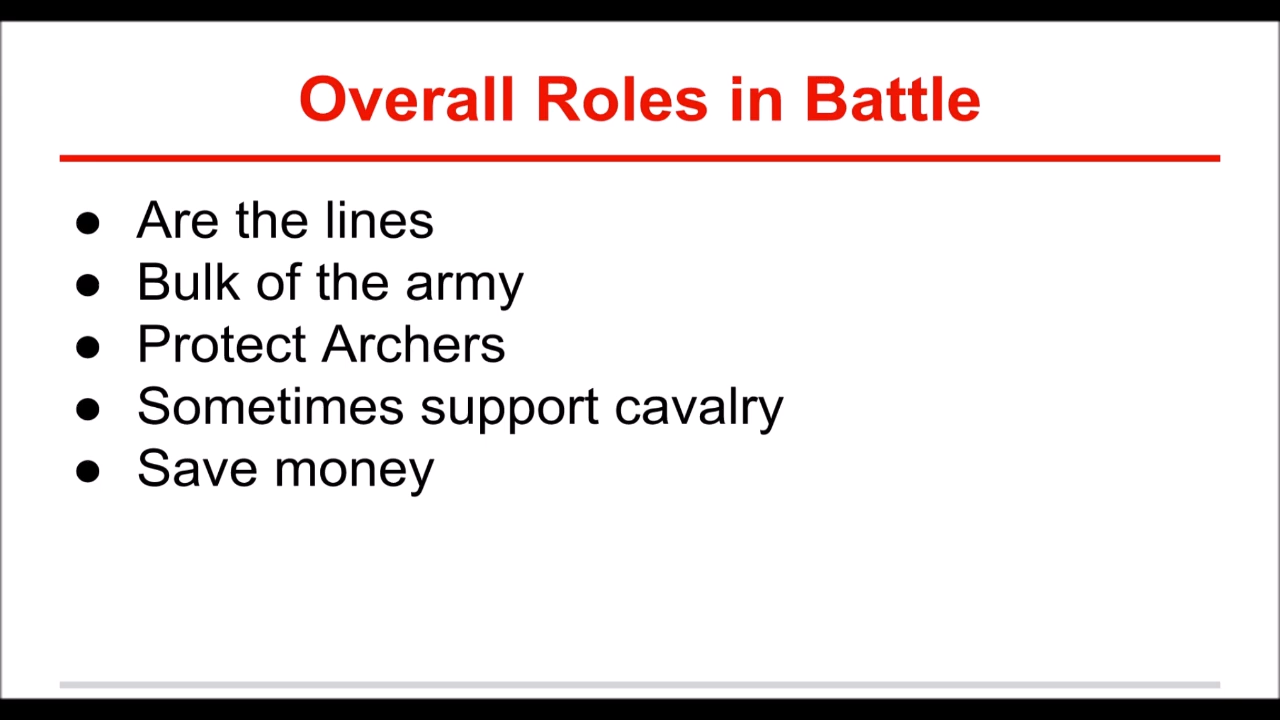 Overall Roles in Battle
● Are the lines
● Bulk of the army
● Protect Archers
● Sometimes support cavalry
● Save money